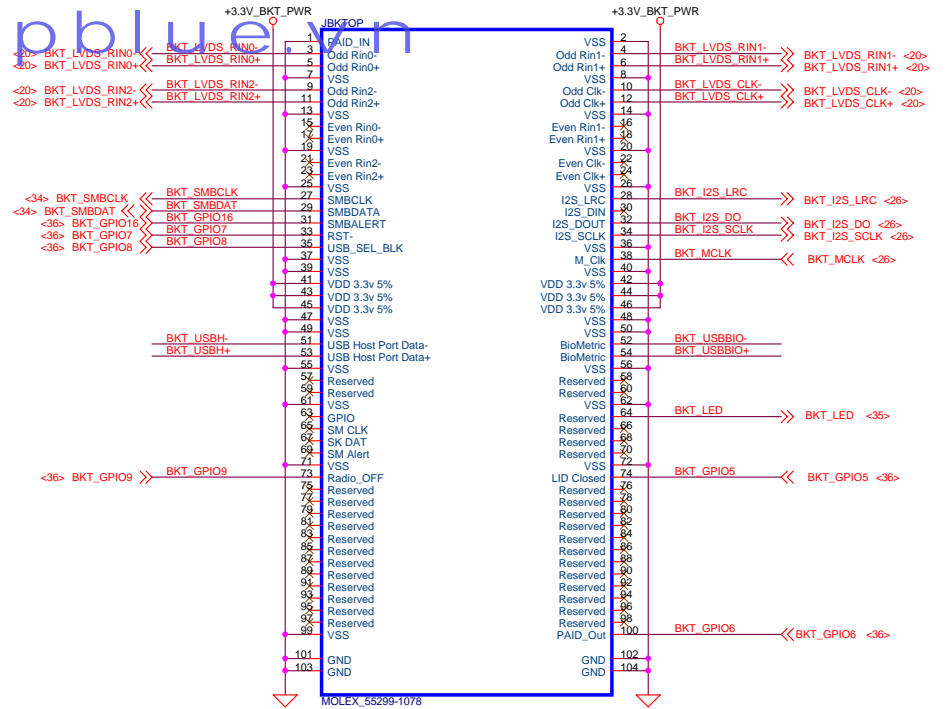 pblue.vn
+3.3V_BKT_PWR +3.3V_BKT_PWR
JBKTOP
1 PAID_IN VSS 2
<20> BKT_LVDS_RIN0- BKT_LVDS_RIN0- 3 Odd Rin0- Odd Rin1- 4 BKT_LVDS_RIN1- BKT_LVDS_RIN1- <20>
<20> BKT_LVDS_RIN0+ BKT_LVDS_RIN0+ 5 Odd Rin0+ Odd Rin1+ 6 BKT_LVDS_RIN1+ BKT_LVDS_RIN1+ <20>
7 VSS VSS 8
<20> BKT_LVDS_RIN2- BKT_LVDS_RIN2- 9 Odd Rin2- Odd Clk- 10 BKT_LVDS_CLK- BKT_LVDS_CLK- <20>
<20> BKT_LVDS_RIN2+ BKT_LVDS_RIN2+ 11 Odd Rin2+ Odd Clk+ 12 BKT_LVDS_CLK+ BKT_LVDS_CLK+ <20>
13 VSS VSS 14
15 Even Rin0- Even Rin1- 16
17 Even Rin0+ Even Rin1+ 18
19 VSS VSS 20
21 Even Rin2- Even Clk- 22
23 Even Rin2+ Even Clk+ 24
25 VSS VSS 26
<34> BKT_SMBCLK BKT_SMBCLK 27 SMBCLK I2S_LRC 28 BKT_I2S_LRC BKT_I2S_LRC <26>
<34> BKT_SMBDAT BKT_SMBDAT 29 SMBDATA I2S_DIN 30
<36> BKT_GPIO16 BKT_GPIO16 31 SMBALERT I2S_DOUT 32 BKT_I2S_DO BKT_I2S_DO <26>
<36> BKT_GPIO7 BKT_GPIO7 33 RST- I2S_SCLK 34 BKT_I2S_SCLK BKT_I2S_SCLK <26>
<36> BKT_GPIO8 BKT_GPIO8 35 USB_SEL_BLK VSS 36
37 VSS M_Clk 38 BKT_MCLK BKT_MCLK <26>
39 VSS VSS 40
41 VDD 3.3v 5% VDD 3.3v 5% 42
43 VDD 3.3v 5% VDD 3.3v 5% 44
45 VDD 3.3v 5% VDD 3.3v 5% 46
47 VSS VSS 48
49 VSS VSS 50
BKT_USBH- 51 USB Host Port Data- BioMetric 52 BKT_USBBIO-
BKT_USBH+ 53 USB Host Port Data+ BioMetric 54 BKT_USBBIO+
55 VSS VSS 56
57 Reserved Reserved 58
59 Reserved Reserved 60
61 VSS VSS 62
63 GPIO Reserved 64 BKT_LED BKT_LED <35>
65 SM CLK Reserved 66
67 SK DAT Reserved 68
69 SM Alert Reserved 70
71 VSS VSS 72
<36> BKT_GPIO9 BKT_GPIO9 73 Radio_OFF LID Closed 74 BKT_GPIO5 BKT_GPIO5 <36>
75 Reserved Reserved 76
77 Reserved Reserved 78
79 Reserved Reserved 80
81 Reserved Reserved 82
83 Reserved Reserved 84
85 Reserved Reserved 86
87 Reserved Reserved 88
89 Reserved Reserved 90
91 Reserved Reserved 92
93 Reserved Reserved 94
95 Reserved Reserved 96
97 Reserved Reserved 98
99 VSS PAID_Out 100 BKT_GPIO6 BKT_GPIO6 <36>
101 GND GND 102
103 GND GND 104
MOLEX_55299-1078